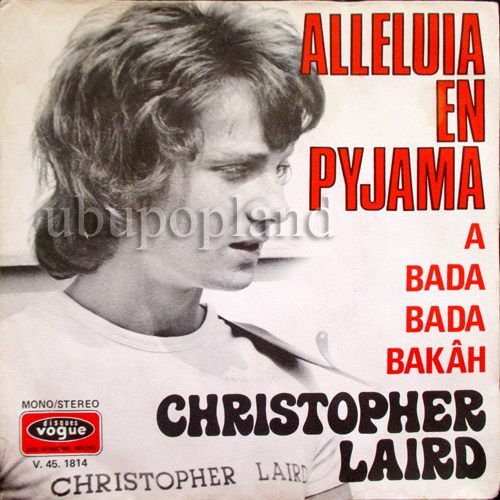 ALLELUIA
EN
PYJAMA
ubupopland
A
BADA
BADA
BAKÂH
MONO/STEREO
disques
vogue
V. 45. 1814
CHRISTOPHER
LAIRD
CHRISTOPHER LAIRD